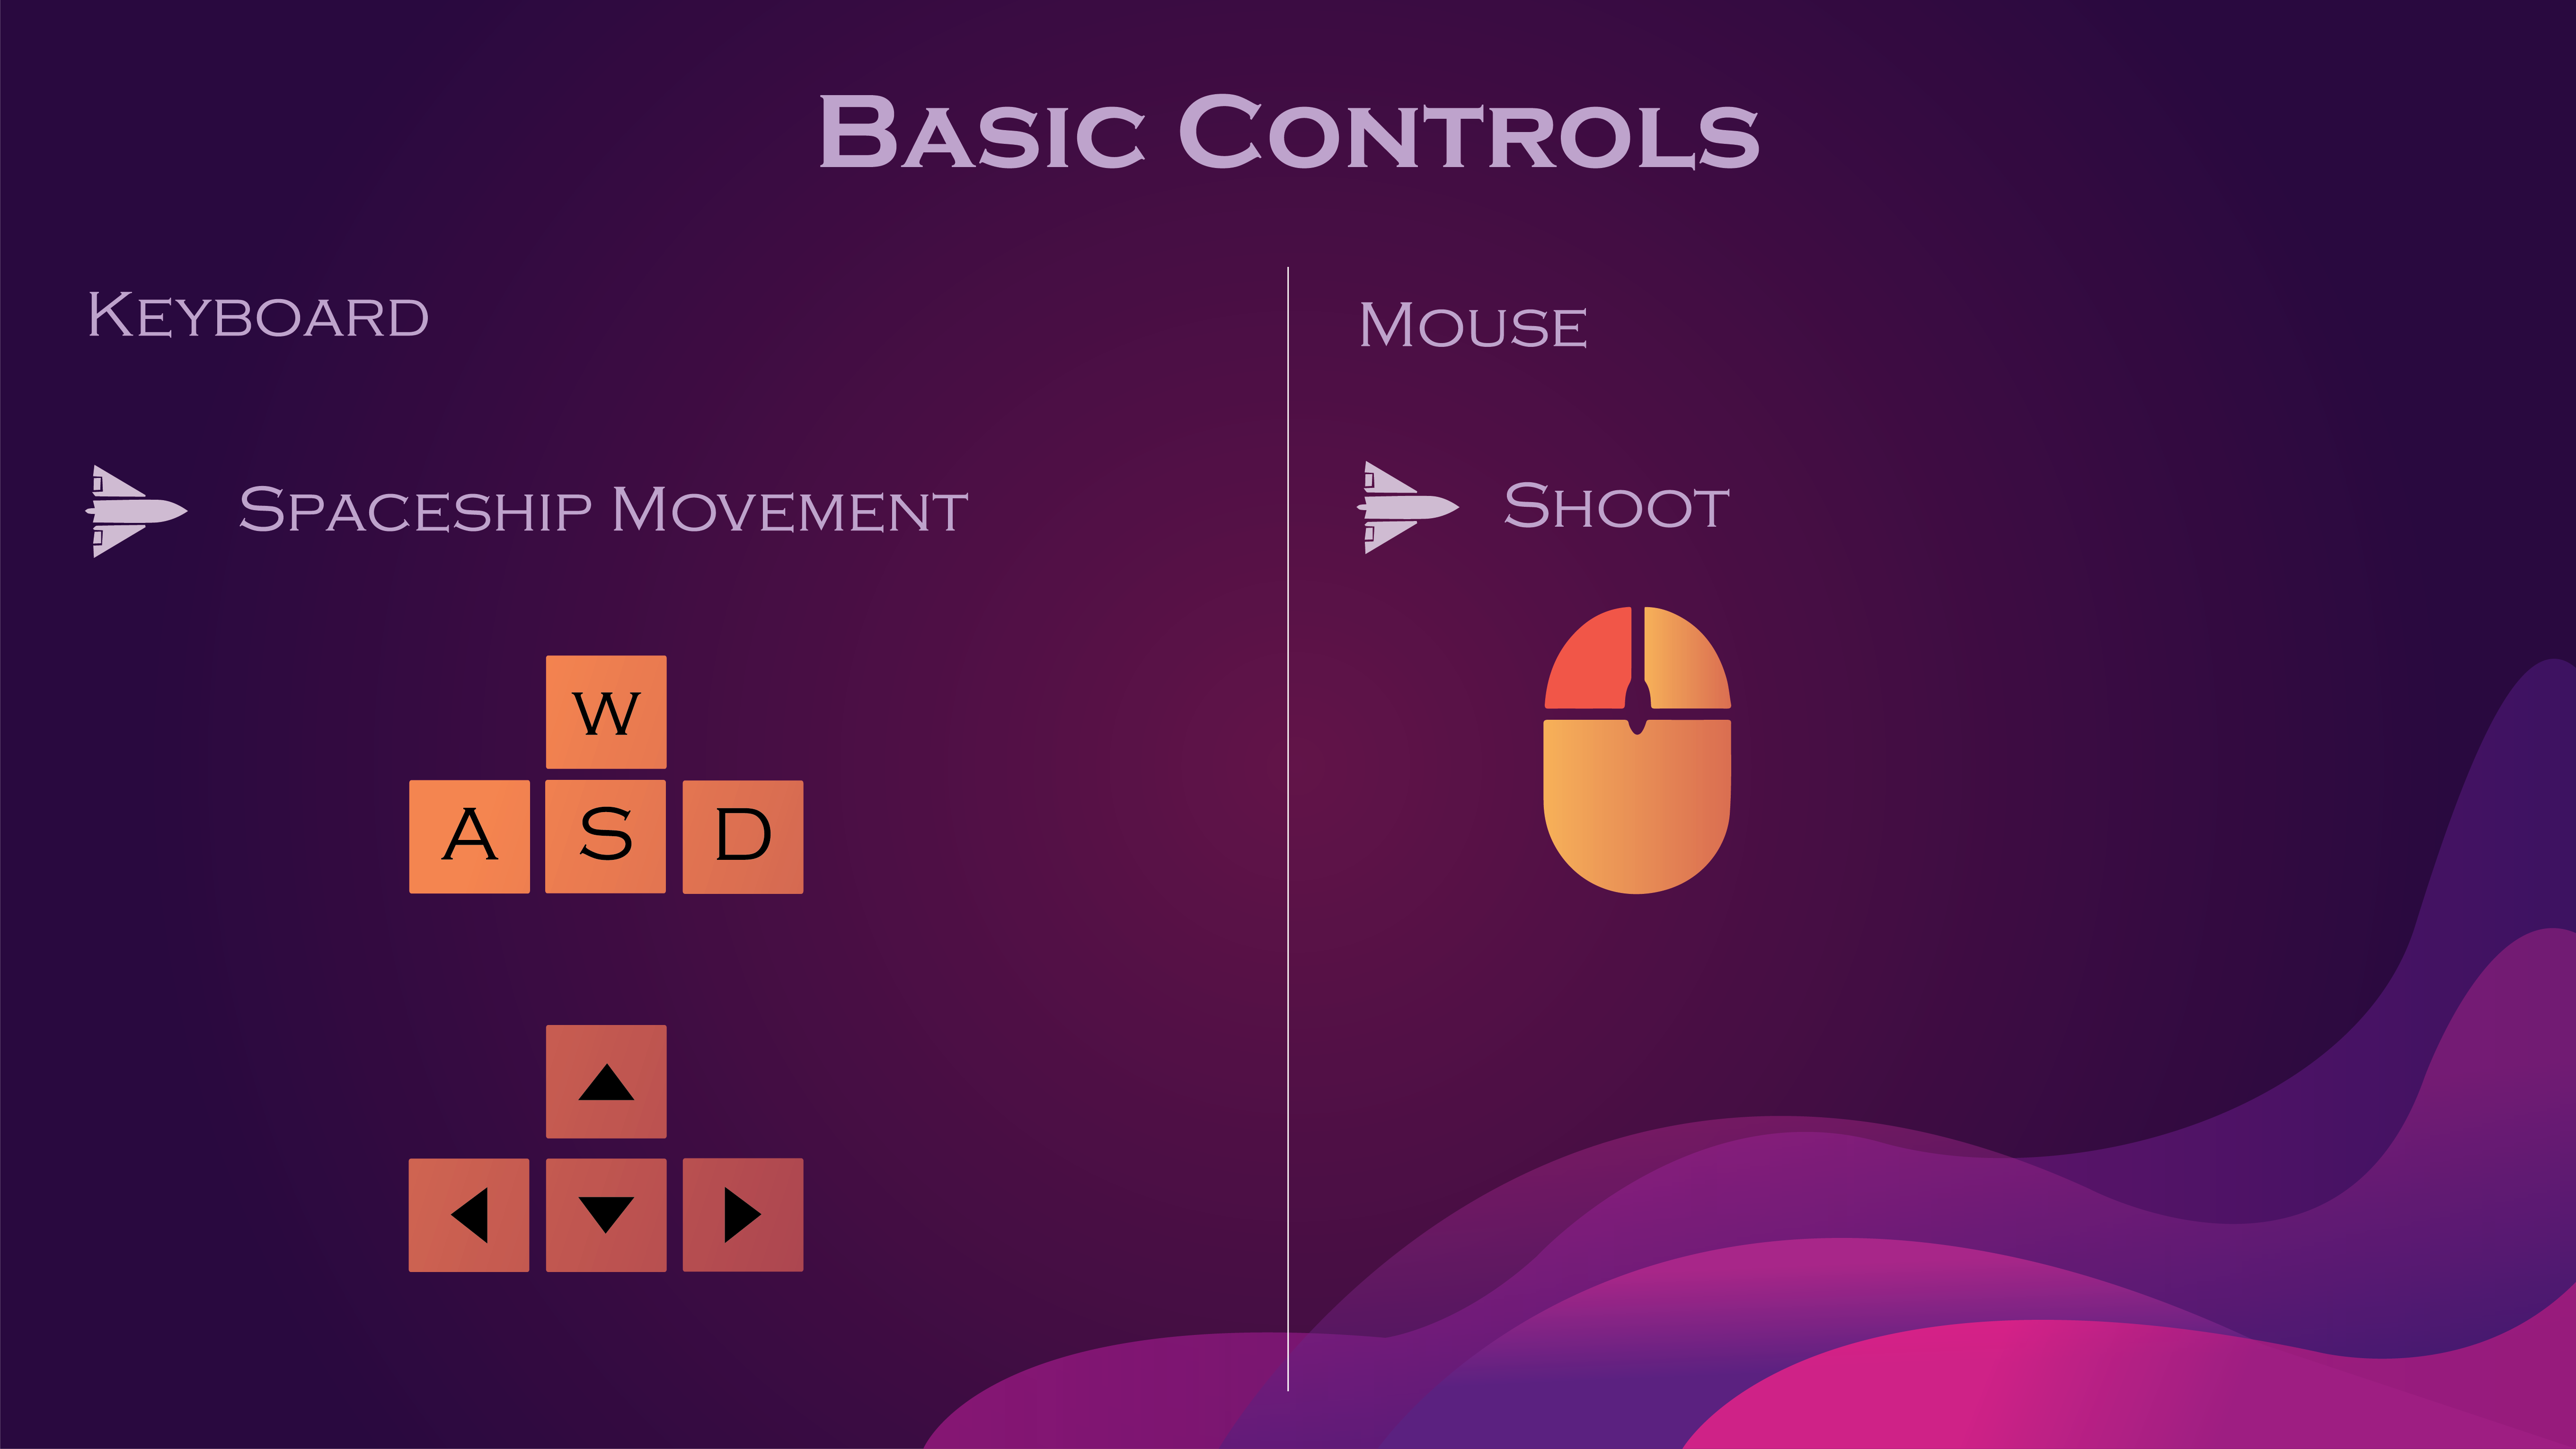 Basic Controls
Keyboard
Spaceship Movement
W
A S D
Mouse
Shoot